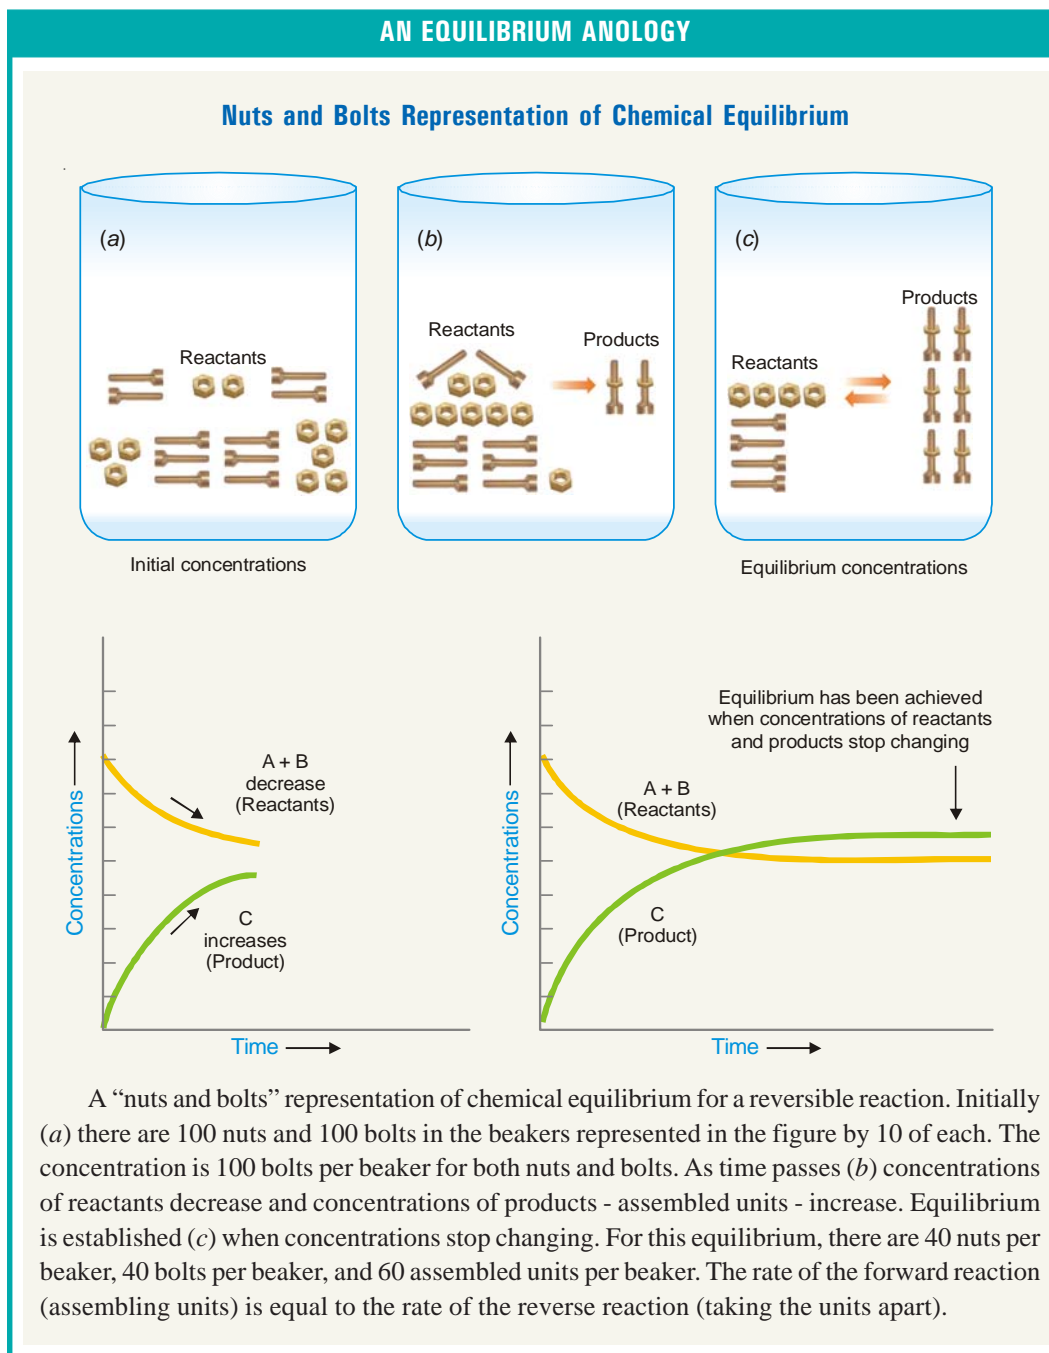 AN EQUILIBRIUM ANOLOGY
Nuts and Bolts Representation of Chemical Equilibrium
(a)
Reactants
Initial concentrations
(b)
Reactants
Products
(c)
Products
Reactants
Equilibrium concentrations
Concentrations
A + B
decrease
(Reactants)
C
increases
(Product)
Time
Concentrations
Equilibrium has been achieved
when concentrations of reactants
and products stop changing
A + B
(Reactants)
C
(Product)
Time
A “nuts and bolts” representation of chemical equilibrium for a reversible reaction. Initially
(a) there are 100 nuts and 100 bolts in the beakers represented in the figure by 10 of each. The
concentration is 100 bolts per beaker for both nuts and bolts. As time passes (b) concentrations
of reactants decrease and concentrations of products - assembled units - increase. Equilibrium
is established (c) when concentrations stop changing. For this equilibrium, there are 40 nuts per
beaker, 40 bolts per beaker, and 60 assembled units per beaker. The rate of the forward reaction
(assembling units) is equal to the rate of the reverse reaction (taking the units apart).